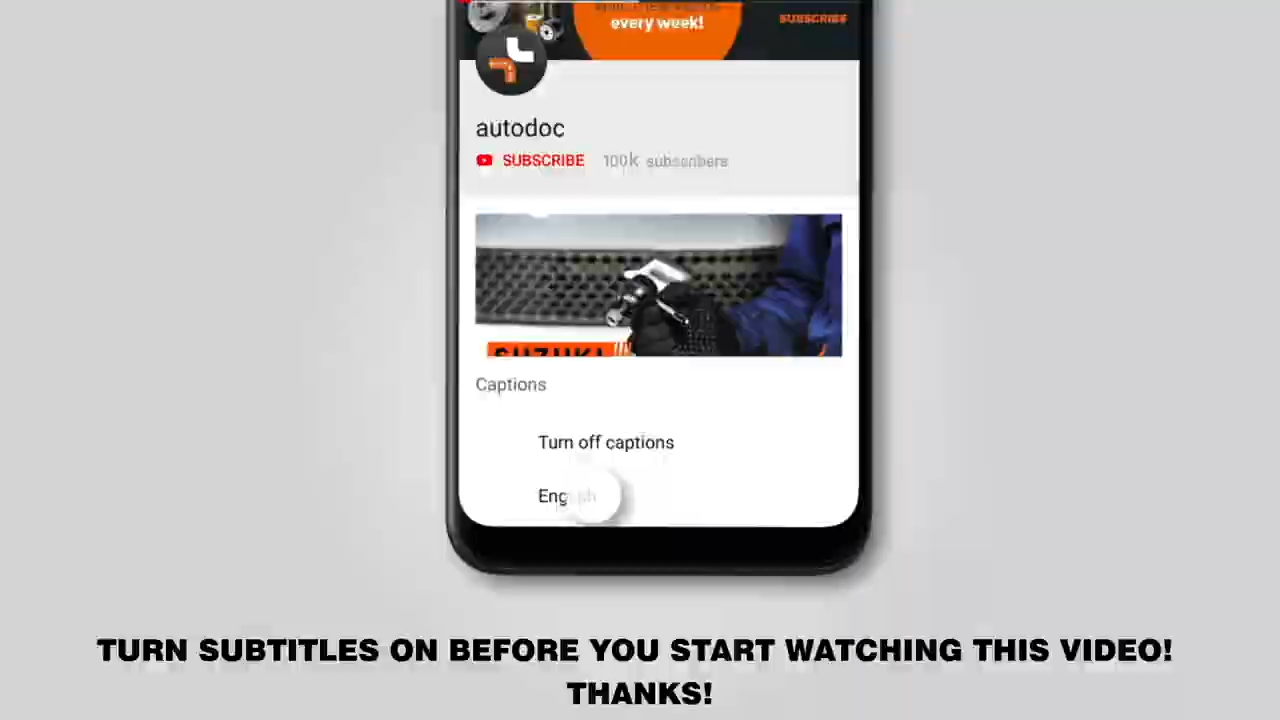 every week!
SUBSCRIBE
autodoc
SUBSCRIBE 100k subscribers
SUZUKI
Captions
Turn off captions
English
TURN SUBTITLES ON BEFORE YOU START WATCHING THIS VIDEO!
THANKS!